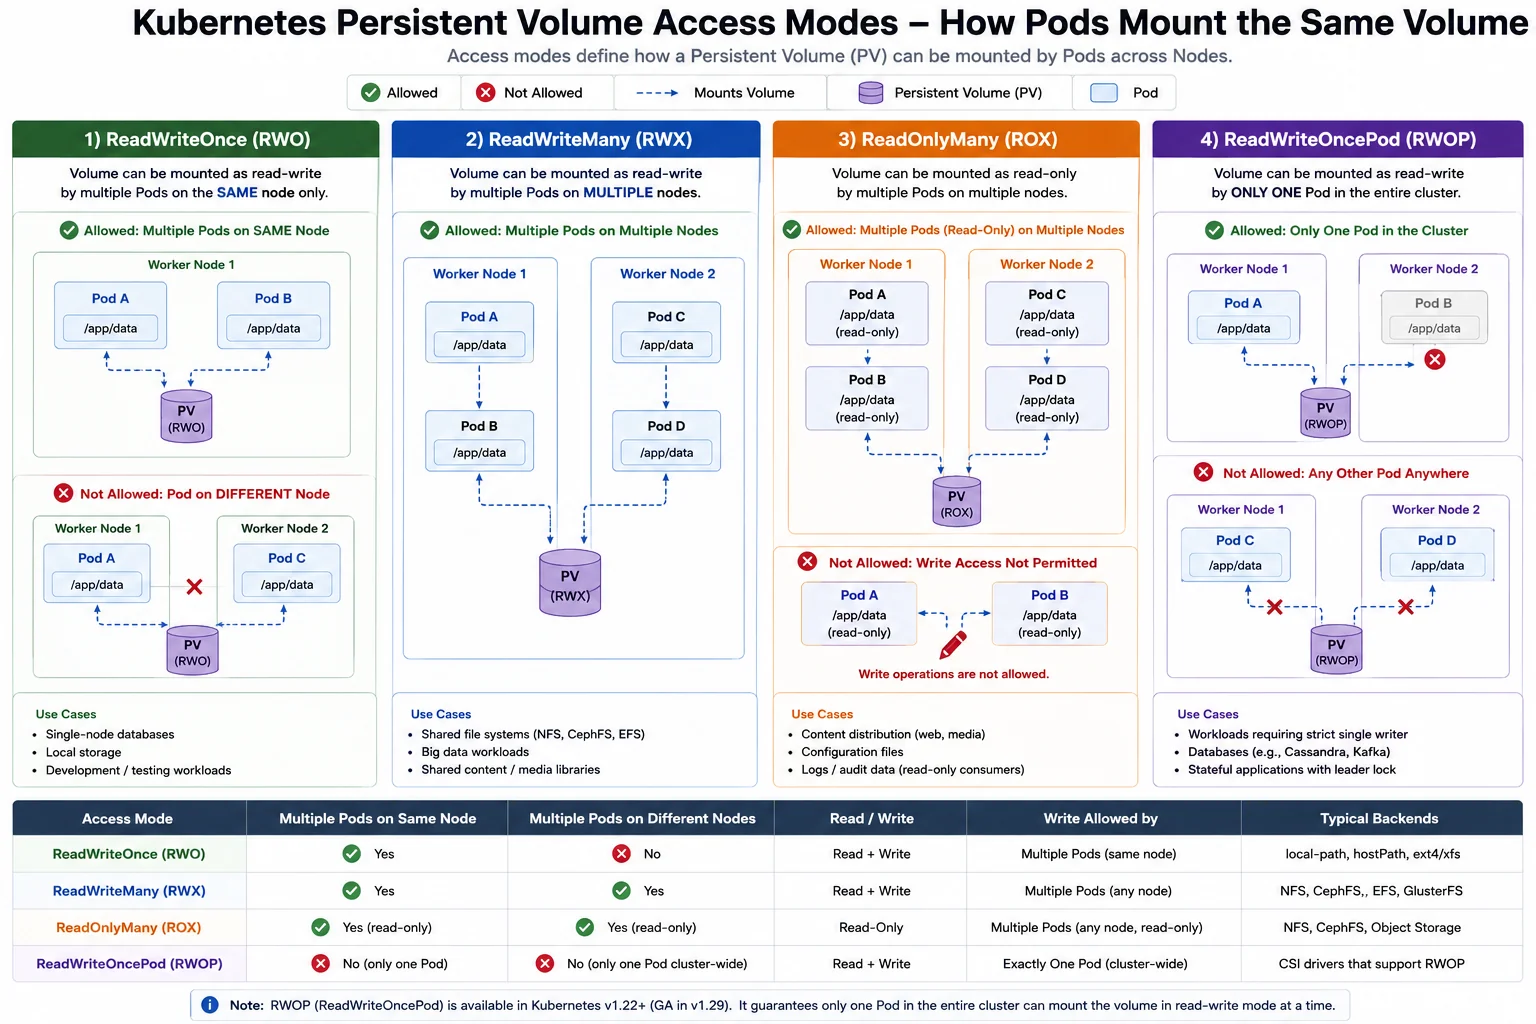 Kubernetes Persistent Volume Access Modes – How Pods Mount the Same Volume
Access modes define how a Persistent Volume (PV) can be mounted by Pods across Nodes.
Allowed
Not Allowed
Mounts Volume
Persistent Volume (PV)
Pod
1) ReadWriteOnce (RWO)
Volume can be mounted as read-write
by multiple Pods on the SAME node only.
Allowed: Multiple Pods on SAME Node
Worker Node 1
Pod A
/app/data
Pod B
/app/data
PV
(RWO)
Not Allowed: Pod on DIFFERENT Node
Worker Node 1
Pod A
/app/data
Worker Node 2
Pod C
/app/data
PV
(RWO)
Use Cases
• Single-node databases
• Local storage
• Development / testing workloads
2) ReadWriteMany (RWX)
Volume can be mounted as read-write
by multiple Pods on MULTIPLE nodes.
Allowed: Multiple Pods on Multiple Nodes
Worker Node 1
Pod A
/app/data
Pod B
/app/data
Worker Node 2
Pod C
/app/data
Pod D
/app/data
PV
(RWX)
Use Cases
• Shared file systems (NFS, CephFS, EFS)
• Big data workloads
• Shared content / media libraries
3) ReadOnlyMany (ROX)
Volume can be mounted as read-only
by multiple Pods on multiple nodes.
Allowed: Multiple Pods (Read-Only) on Multiple Nodes
Worker Node 1
Pod A
/app/data
(read-only)
Pod B
/app/data
(read-only)
Worker Node 2
Pod C
/app/data
(read-only)
Pod D
/app/data
(read-only)
PV
(ROX)
Not Allowed: Write Access Not Permitted
Pod A
/app/data
(read-only)
Pod B
/app/data
(read-only)
Write operations are not allowed.
Use Cases
• Content distribution (web, media)
• Configuration files
• Logs / audit data (read-only consumers)
4) ReadWriteOncePod (RWOP)
Volume can be mounted as read-write
by ONLY ONE Pod in the entire cluster.
Allowed: Only One Pod in the Cluster
Worker Node 1
Pod A
/app/data
Worker Node 2
Pod B
/app/data
PV
(RWOP)
Not Allowed: Any Other Pod Anywhere
Worker Node 1
Pod C
/app/data
Worker Node 2
Pod D
/app/data
PV
(RWOP)
Use Cases
• Workloads requiring strict single writer
• Databases (e.g., Cassandra, Kafka)
• Stateful applications with leader lock
Access Mode Multiple Pods on Same Node Multiple Pods on Different Nodes Read / Write Write Allowed by Typical Backends
ReadWriteOnce (RWO) Yes No Read + Write Multiple Pods (same node) local-path, hostPath, ext4/xfs
ReadWriteMany (RWX) Yes Yes Read + Write Multiple Pods (any node) NFS, CephFS,, EFS, GlusterFS
ReadOnlyMany (ROX) Yes (read-only) Yes (read-only) Read-Only Multiple Pods (any node, read-only) NFS, CephFS, Object Storage
ReadWriteOncePod (RWOP) No (only one Pod) No (only one Pod cluster-wide) Read + Write Exactly One Pod (cluster-wide) CSI drivers that support RWOP
Note: RWOP (ReadWriteOncePod) is available in Kubernetes v1.22+ (GA in v1.29). It guarantees only one Pod in the entire cluster can mount the volume in read-write mode at a time.